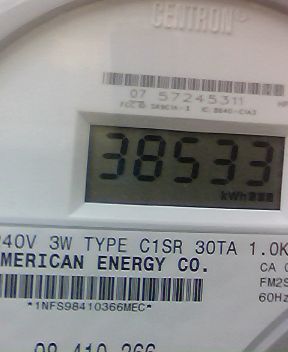 CENTRON®
07 57245311
38533
kWh
240V 3W TYPE C1SR 30TA 1.0K
AMERICAN ENERGY CO.
CA
FM2S
60Hz
*1NFS98410366MEC*
98 410 366